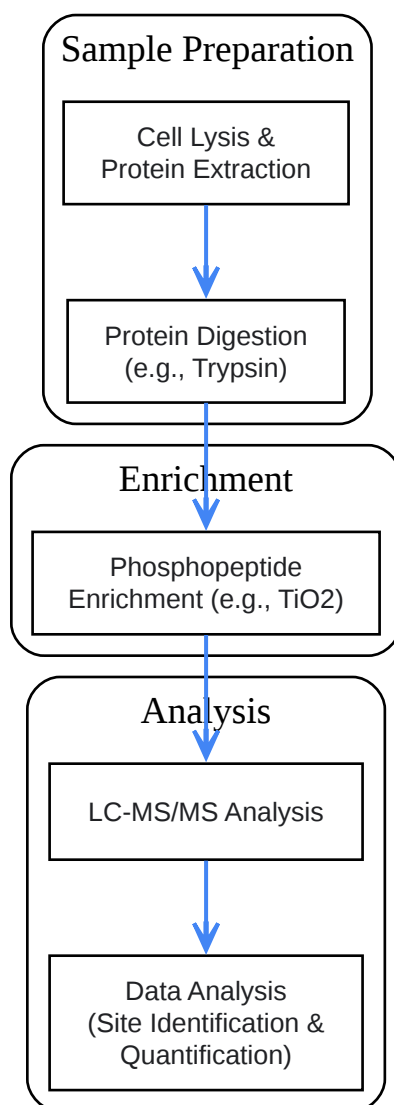 Sample Preparation
Cell Lysis &
Protein Extraction
Protein Digestion
(e.g., Trypsin)
Enrichment
Phosphopeptide
Enrichment (e.g., TiO2)
Analysis
LC-MS/MS Analysis
Data Analysis
(Site Identification &
Quantification)